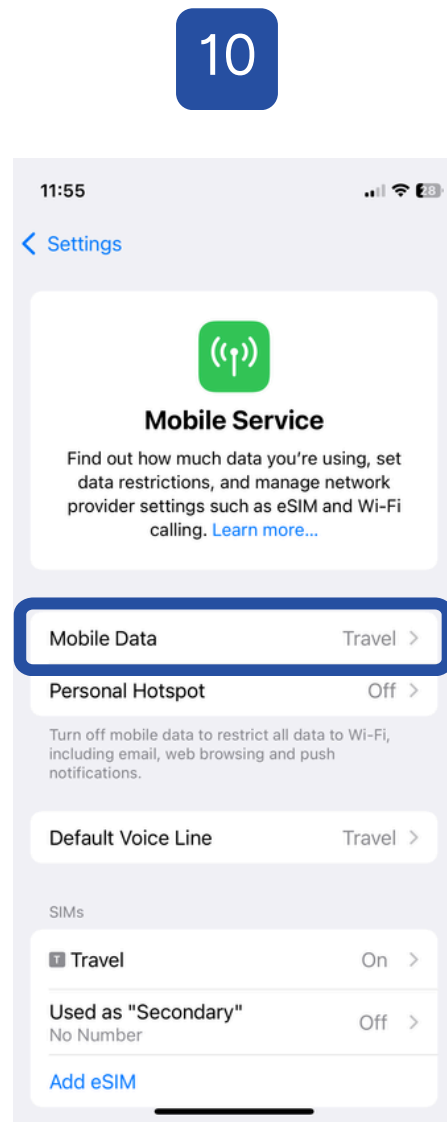 10
11:55
28
Settings
Mobile Service
Find out how much data you're using, set
data restrictions, and manage network
provider settings such as eSIM and Wi-Fi
calling. Learn more...
Mobile Data Travel
Personal Hotspot Off
Turn off mobile data to restrict all data to Wi-Fi,
including email, web browsing and push
notifications.
Default Voice Line Travel
SIMs
T Travel On
Used as "Secondary" Off
No Number
Add eSIM